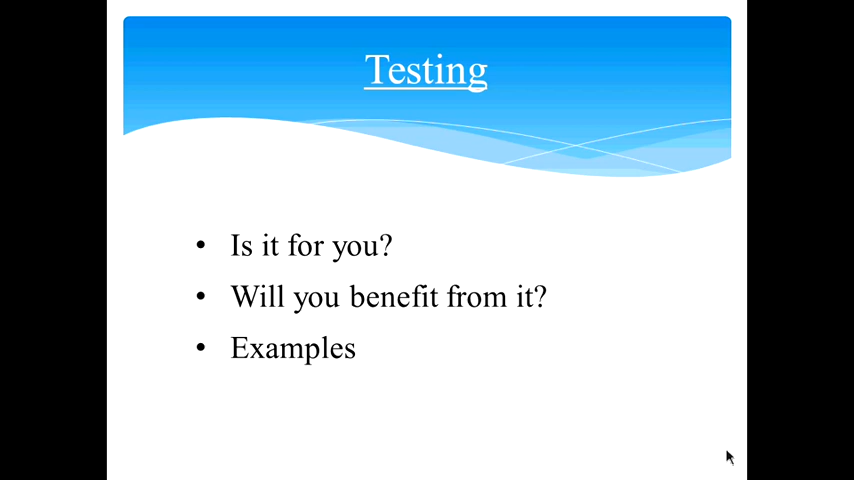 Testing
• Is it for you?
• Will you benefit from it?
• Examples